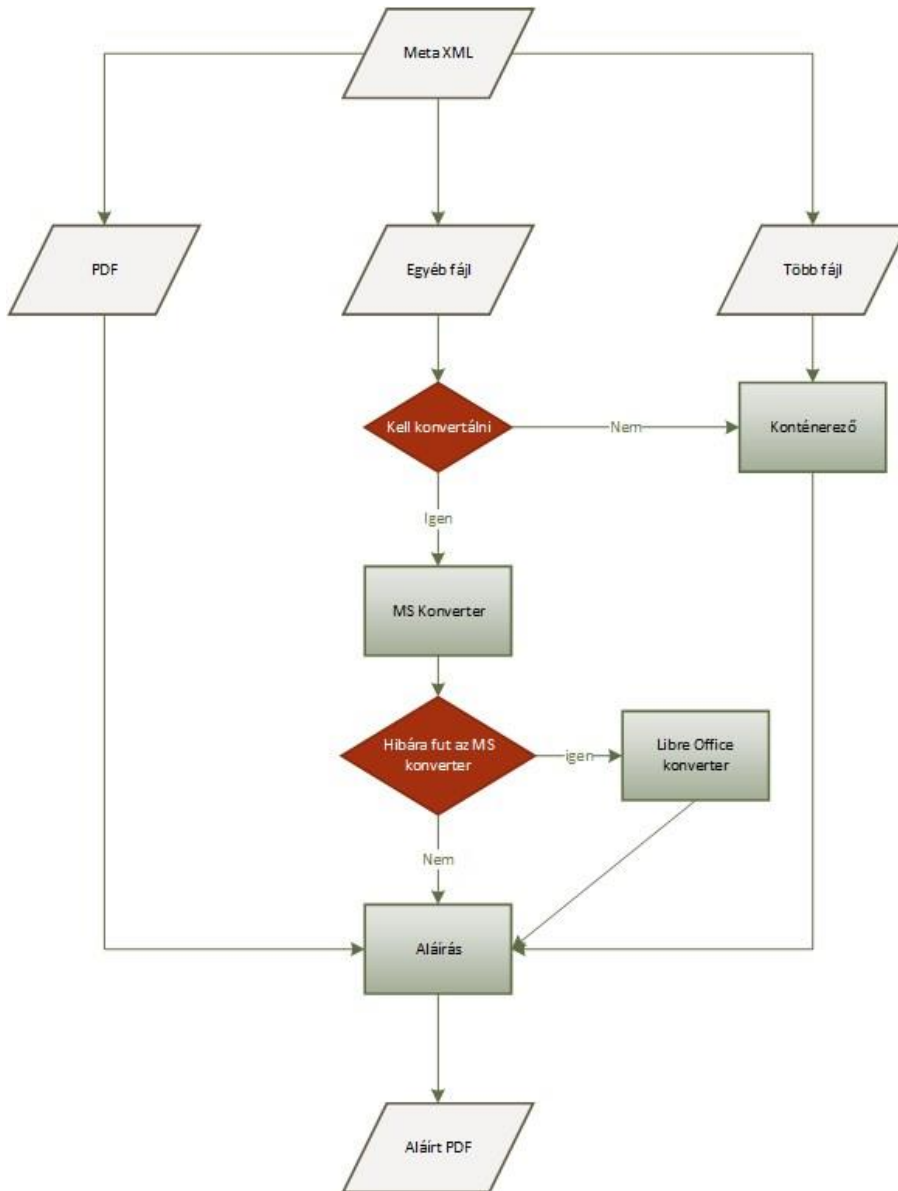 Meta XML
PDF
Egyéb fájl
Több fájl
Kell konvertálni
Nem
Konténerező
Igen
MS Konverter
Hibára fut az MS
konverter
igen
Libre Office
konverter
Nem
Aláírás
Aláírt PDF